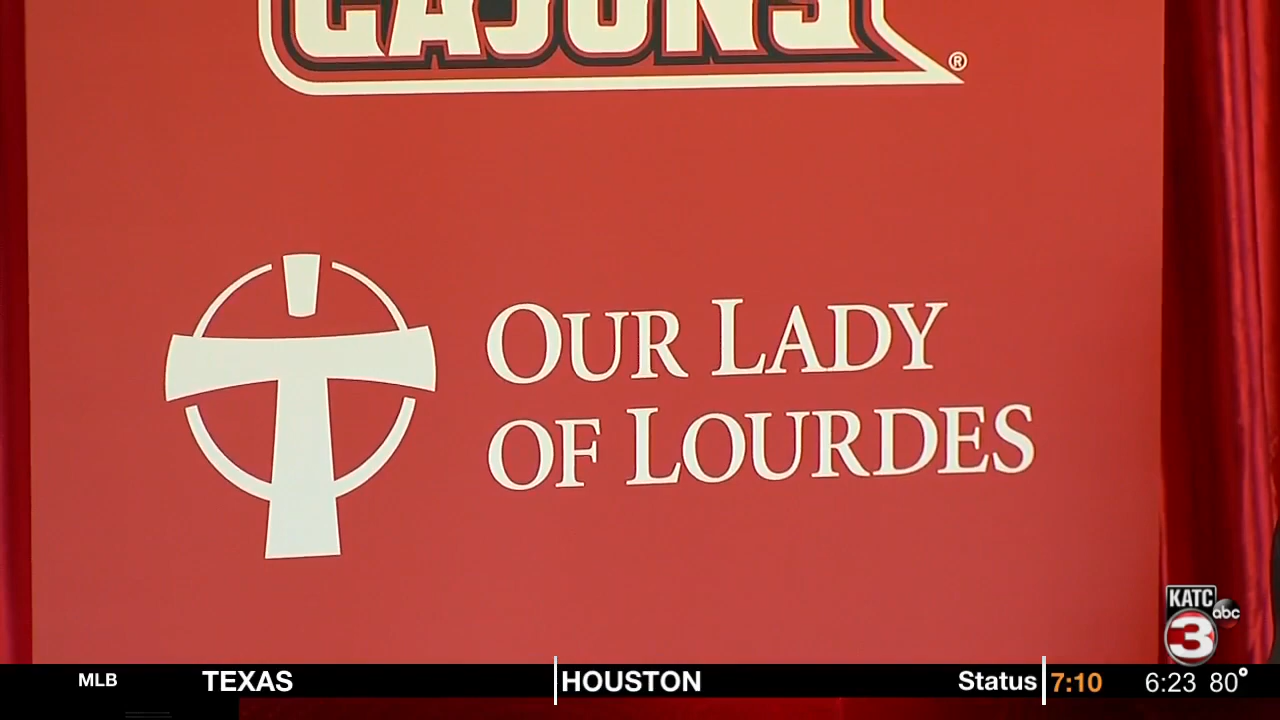 CAJUNS
®
OUR LADY
OF LOURDES
KATC
abc
3
MLB TEXAS HOUSTON Status 7:10 6:23 80°